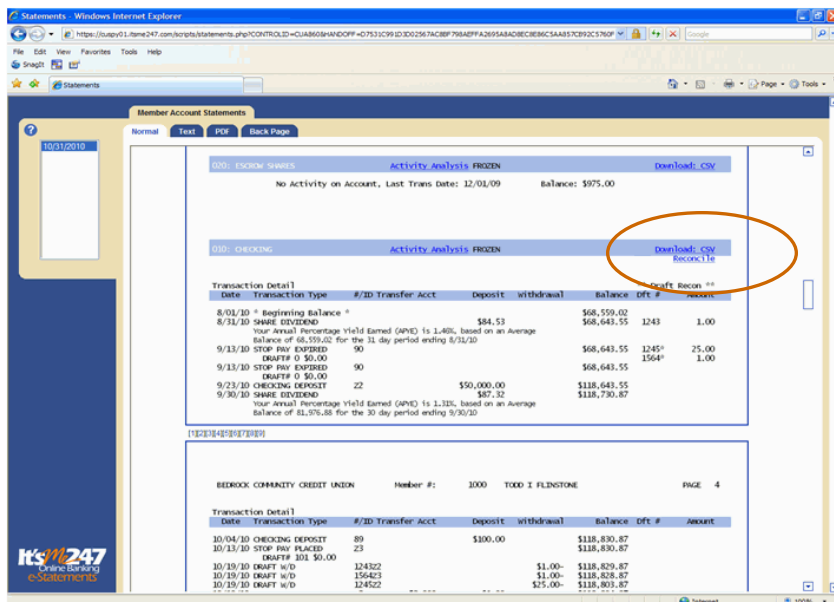 Statements - Windows Internet Explorer
Google
File Edit View Favorites Tools Help
SnagIt
Statements
Page Tools
Member Account Statements
Normal Text PDF Back Page
10/31/2010
020: ESCROW SHARES Activity Analysis FROZEN Download: CSV
No Activity on Account, Last Trans Date: 12/01/09 Balance: $975.00
010: CHECKING Activity Analysis FROZEN Download: CSV
Reconcile
Transaction Detail Draft Recon **
Date Transaction Type #/ID Transfer Acct Deposit Withdrawal Balance Dft # Amount
8/01/10 * Beginning Balance * $68,559.02
8/31/10 SHARE DIVIDEND $84.53 $68,643.55 1243 1.00
Your Annual Percentage Yield Earned (APYE) is 1.46%, based on an Average
Balance of 68,559.02 for the 31 day period ending 8/31/10
9/13/10 STOP PAY EXPIRED 90 $68,643.55 1245* 25.00
DRAFT# 0 $0.00 1564* 1.00
9/13/10 STOP PAY EXPIRED 90 $68,643.55
DRAFT# 0 $0.00
9/23/10 CHECKING DEPOSIT 22 $50,000.00 $118,643.55
9/30/10 SHARE DIVIDEND $87.32 $118,730.87
Your Annual Percentage Yield Earned (APYE) is 1.31%, based on an Average
Balance of 81,976.88 for the 30 day period ending 9/30/10
[1][2][3][4][5][6][7][8][9]
BEDROCK COMMUNITY CREDIT UNION Member #: 1000 TODD I FLINSTONE PAGE 4
Transaction Detail
Date Transaction Type #/ID Transfer Acct Deposit Withdrawal Balance Dft # Amount
10/04/10 CHECKING DEPOSIT 89 $100.00 $118,830.87
10/13/10 STOP PAY PLACED 23 $118,830.87
DRAFT# 101 $0.00
10/19/10 DRAFT W/D 124322 $1.00- $118,829.87
10/19/10 DRAFT W/D 156423 $1.00- $118,828.87
10/19/10 DRAFT W/D 124522 $25.00- $118,803.87
It's Me 247
Online Banking
e-Statements
Internet 100%